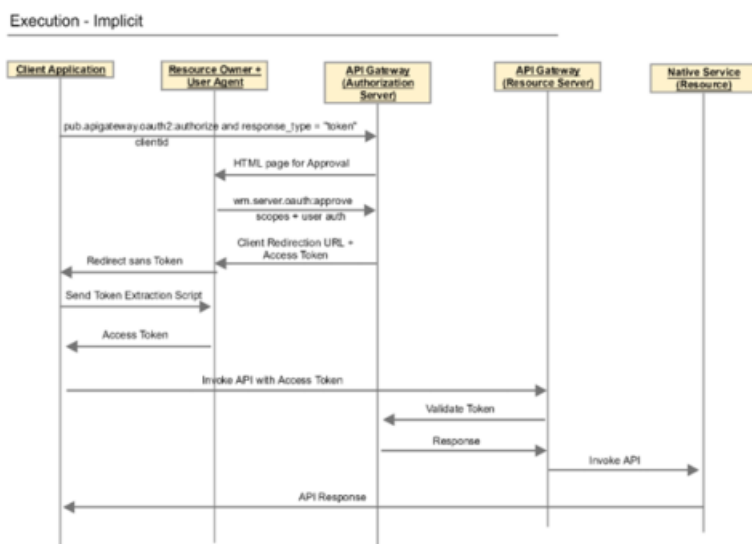 Execution - Implicit
Client Application
Resource Owner +
User Agent
API Gateway
(Authorization
Server)
API Gateway
(Resource Server)
Native Service
(Resource)
pub.apigateway.oauth2:authorize and response_type = "token"
clientid
HTML page for Approval
wm.server.oauth:approve
scopes + user auth
Client Redirection URL +
Access Token
Redirect sans Token
Send Token Extraction Script
Access Token
Invoke API with Access Token
Validate Token
Response
Invoke API
API Response